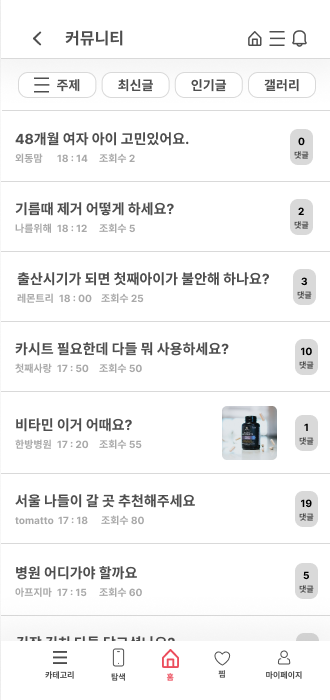 커뮤니티
주제 최신글 인기글 갤러리
48개월 여자 아이 고민있어요.
외동맘 18 : 14 조회수 2
0
댓글
기름때 제거 어떻게 하세요?
나를위해 18 : 12 조회수 5
2
댓글
출산시기가 되면 첫째아이가 불안해 하나요?
레몬트리 18 : 00 조회수 25
3
댓글
카시트 필요한데 다들 뭐 사용하세요?
첫째사랑 17 : 50 조회수 50
10
댓글
비타민 이거 어때요?
한방병원 17 : 20 조회수 55
1
댓글
서울 나들이 갈 곳 추천해주세요
tomatto 17 : 18 조회수 80
19
댓글
병원 어디가야 할까요
아프지마 17 : 15 조회수 60
5
댓글
카테고리 탐색 홈 찜 마이페이지